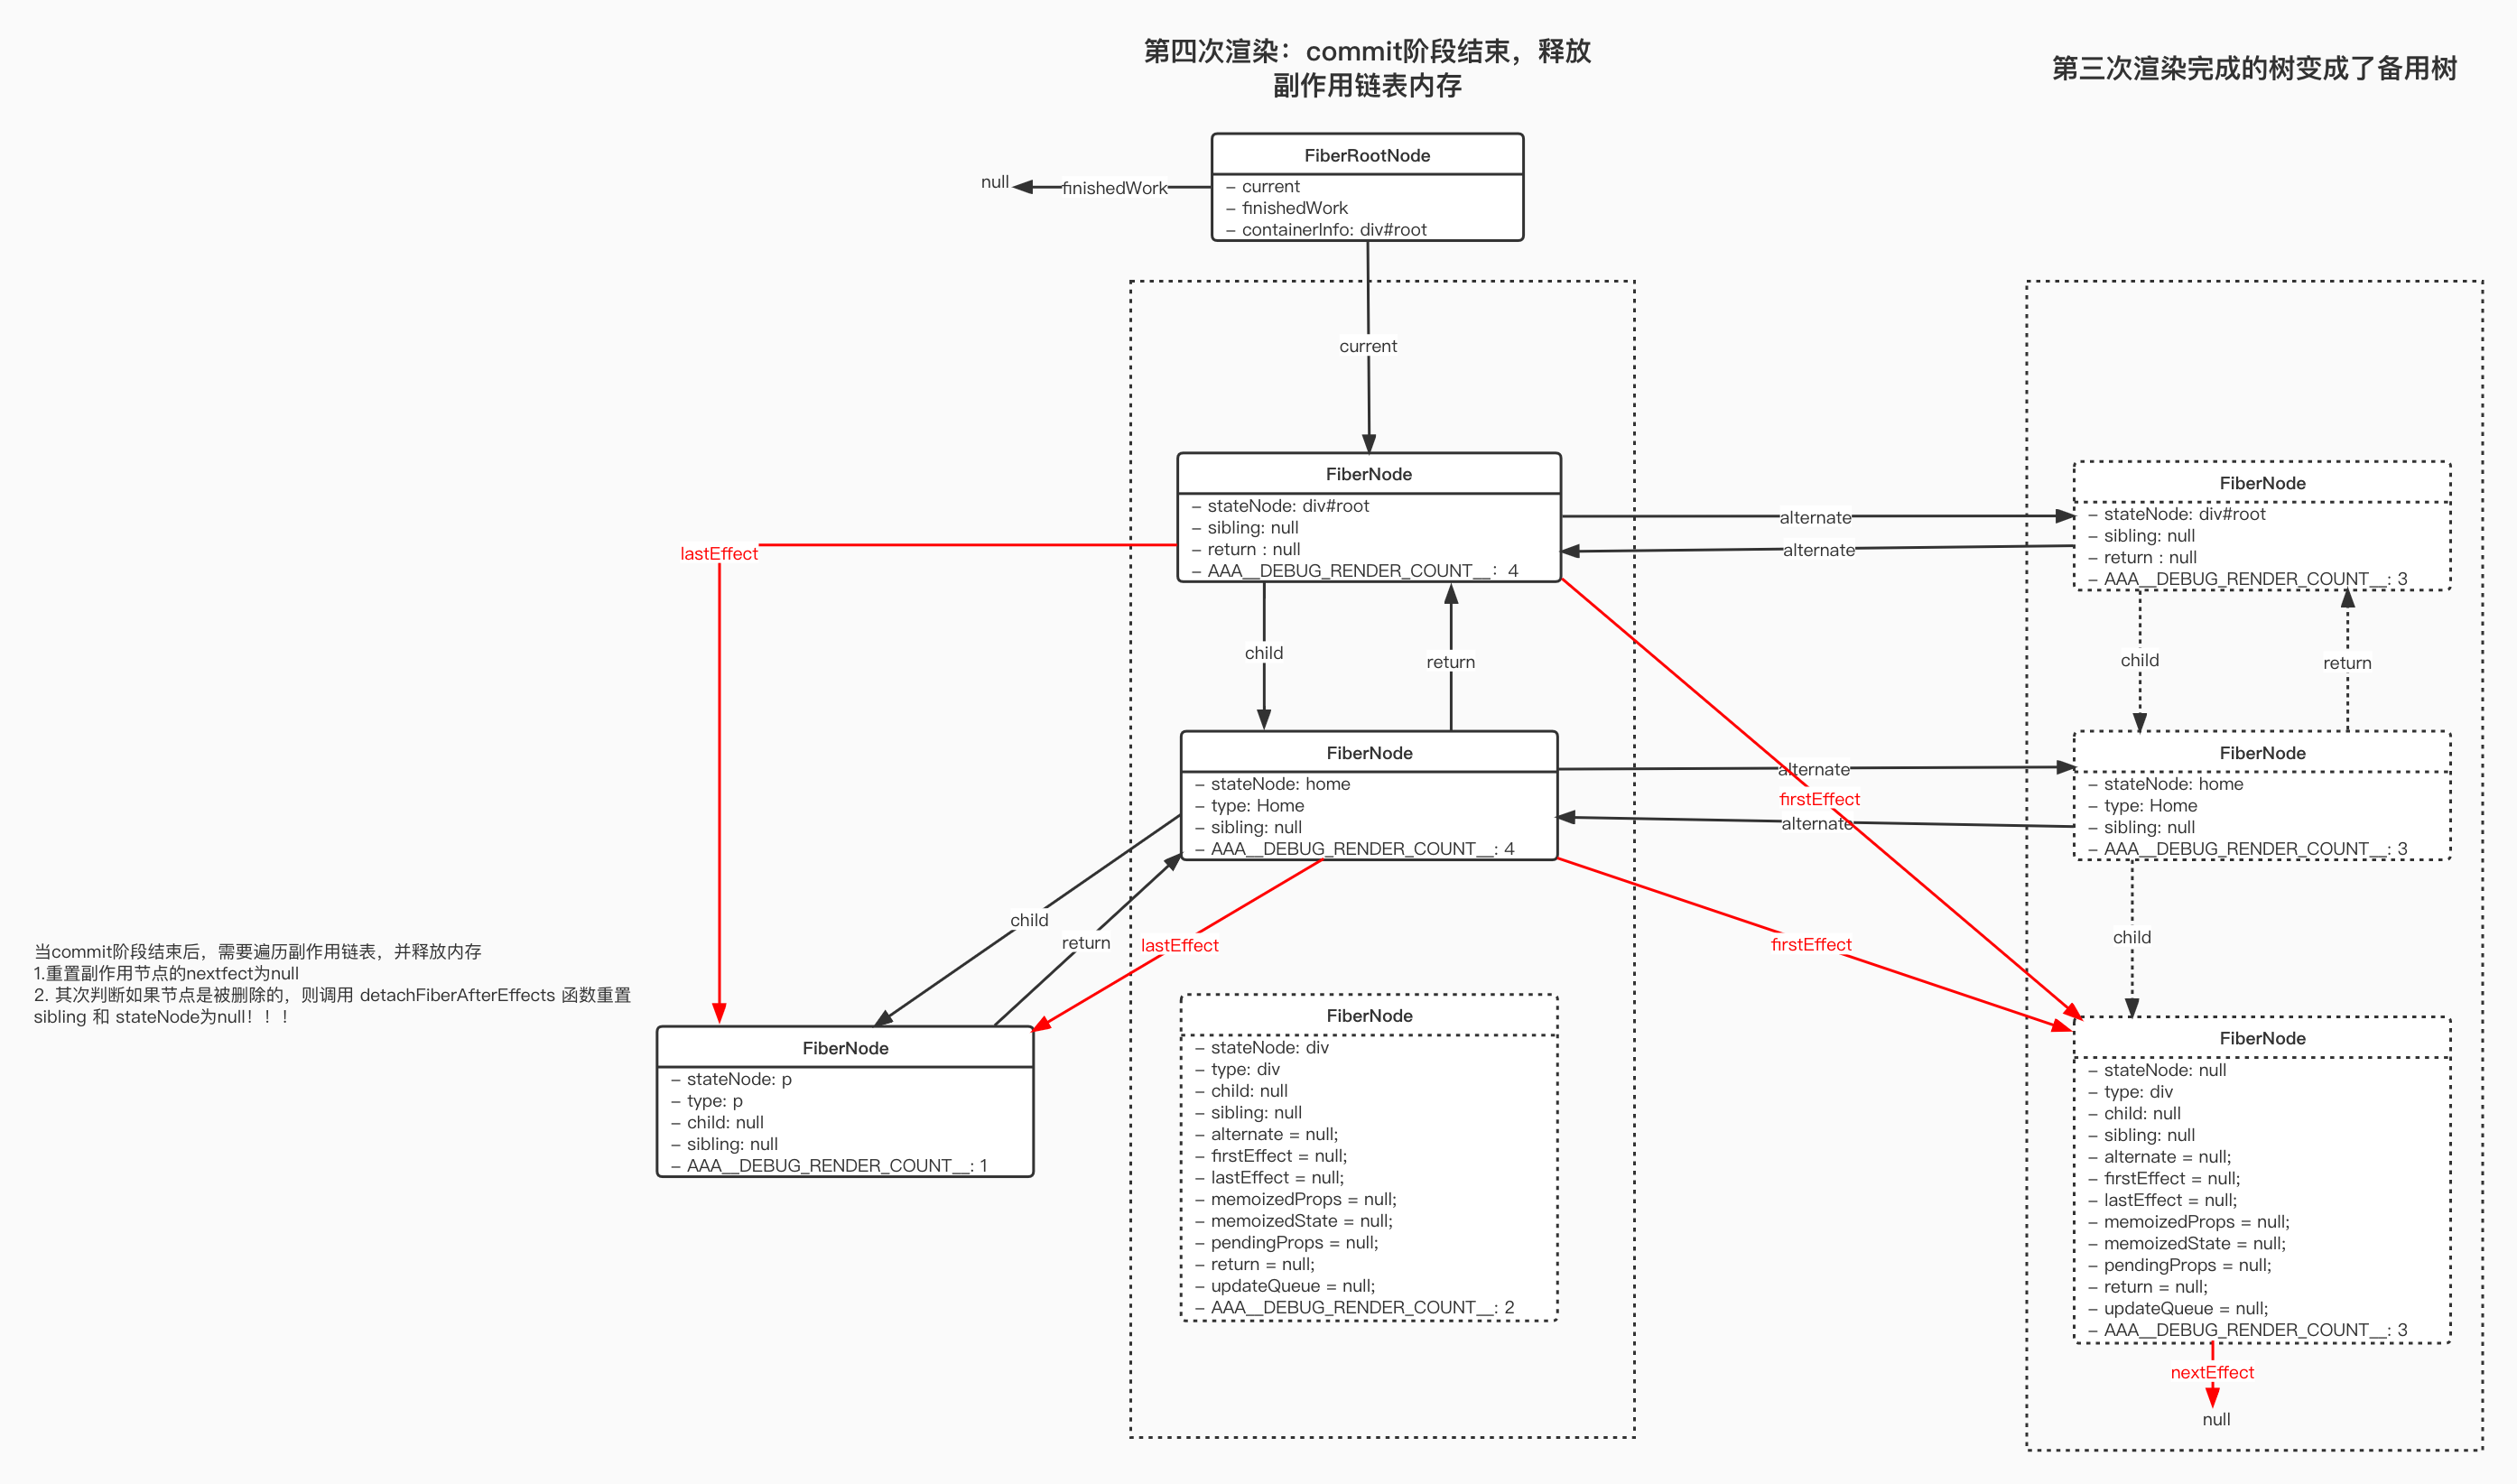 第四次渲染：commit阶段结束，释放
副作用链表内存
第三次渲染完成的树变成了备用树
FiberRootNode
– current
– finishedWork
– containerInfo: div#root
null
finishedWork
current
FiberNode
– stateNode: div#root
– sibling: null
– return : null
– AAA__DEBUG_RENDER_COUNT__：4
alternate
alternate
FiberNode
– stateNode: div#root
– sibling: null
– return : null
– AAA__DEBUG_RENDER_COUNT__: 3
lastEffect
child
return
child
return
FiberNode
– stateNode: home
– type: Home
– sibling: null
– AAA__DEBUG_RENDER_COUNT__: 4
alternate
firstEffect
alternate
FiberNode
– stateNode: home
– type: Home
– sibling: null
– AAA__DEBUG_RENDER_COUNT__: 3
child
return
lastEffect
firstEffect
child
当commit阶段结束后，需要遍历副作用链表，并释放内存
1.重置副作用节点的nextfect为null
2. 其次判断如果节点是被删除的，则调用 detachFiberAfterEffects 函数重置
sibling 和 stateNode为null！！！
FiberNode
– stateNode: p
– type: p
– child: null
– sibling: null
– AAA__DEBUG_RENDER_COUNT__: 1
FiberNode
– stateNode: div
– type: div
– child: null
– sibling: null
– alternate = null;
– firstEffect = null;
– lastEffect = null;
– memoizedProps = null;
– memoizedState = null;
– pendingProps = null;
– return = null;
– updateQueue = null;
– AAA__DEBUG_RENDER_COUNT__: 2
FiberNode
– stateNode: null
– type: div
– child: null
– sibling: null
– alternate = null;
– firstEffect = null;
– lastEffect = null;
– memoizedProps = null;
– memoizedState = null;
– pendingProps = null;
– return = null;
– updateQueue = null;
– AAA__DEBUG_RENDER_COUNT__: 3
nextEffect
null